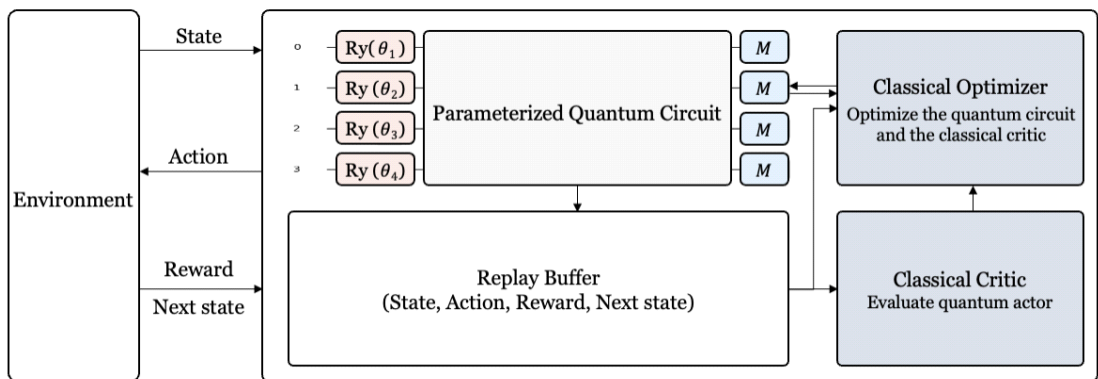 Environment
State
Action
Reward
Next state
0
Ry(θ₁)
M
1
Ry (θ₂)
M
2
Ry (θ₃)
M
3
Ry (θ₄)
M
Parameterized Quantum Circuit
Classical Optimizer
Optimize the quantum circuit
and the classical critic
Replay Buffer
(State, Action, Reward, Next state)
Classical Critic
Evaluate quantum actor